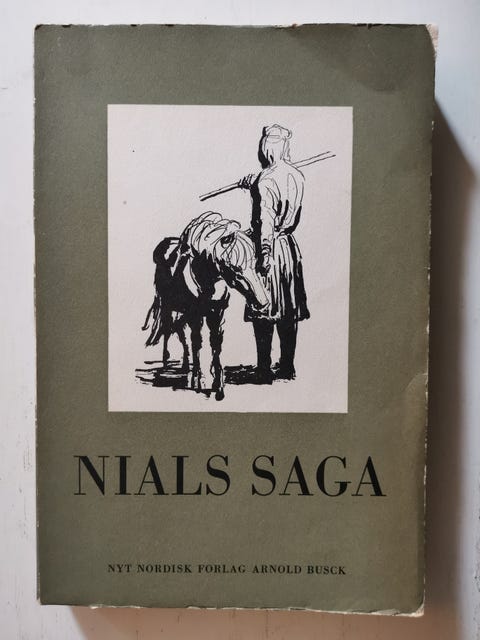 NIALS SAGA
NYT NORDISK FORLAG ARNOLD BUSCK